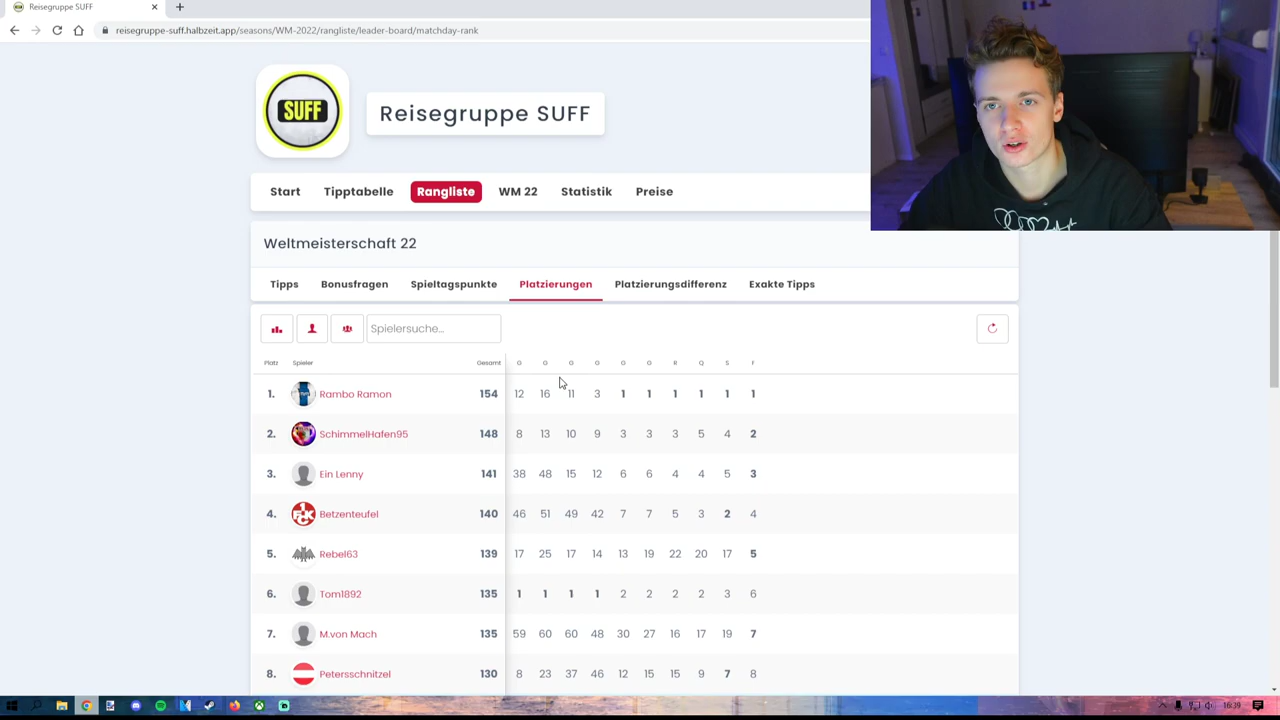 Reisegruppe SUFF
reisegruppe-suff.halbzeit.app/seasons/WM-2022/rangliste/leader-board/matchday-rank
SUFF
Reisegruppe SUFF
Start Tipptabelle Rangliste WM 22 Statistik Preise
Weltmeisterschaft 22
Tipps Bonusfragen Spieltagspunkte Platzierungen Platzierungsdifferenz Exakte Tipps
Spielersuche...
Platz Spieler Gesamt G G G G G G R Q S F
1. Rambo Ramon 154 12 16 11 3 1 1 1 1 1 1
2. SchimmelHafen95 148 8 13 10 9 3 3 3 5 4 2
3. Ein Lenny 141 38 48 15 12 6 6 4 4 5 3
4. Betzenteufel 140 46 51 49 42 7 7 5 3 2 4
5. Rebel63 139 17 25 17 14 13 19 22 20 17 5
6. Tom1892 135 1 1 1 1 2 2 2 2 3 6
7. M.von Mach 135 59 60 60 48 30 27 16 17 19 7
8. Petersschnitzel 130 8 23 37 46 12 15 15 9 7 8
16:39